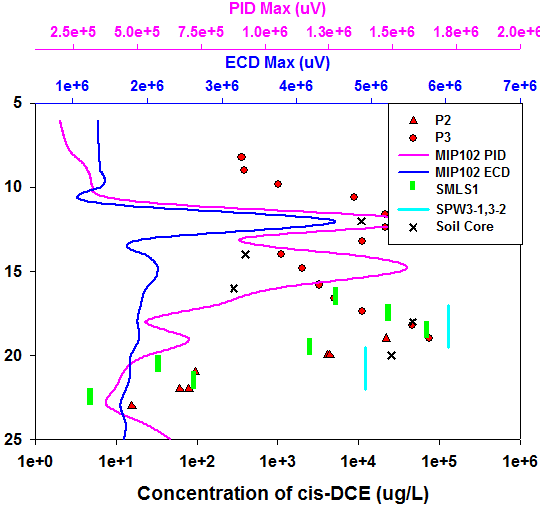 PID Max (uV)
2.5e+5 5.0e+5 7.5e+5 1.0e+6 1.3e+6 1.5e+6 1.8e+6 2.0e+6
ECD Max (uV)
1e+6 2e+6 3e+6 4e+6 5e+6 6e+6 7e+6
5
P2
P3
MIP102 PID
MIP102 ECD
SMLS1
SPW3-1,3-2
Soil Core
10
15
20
25
1e+0 1e+1 1e+2 1e+3 1e+4 1e+5 1e+6
Concentration of cis-DCE (ug/L)